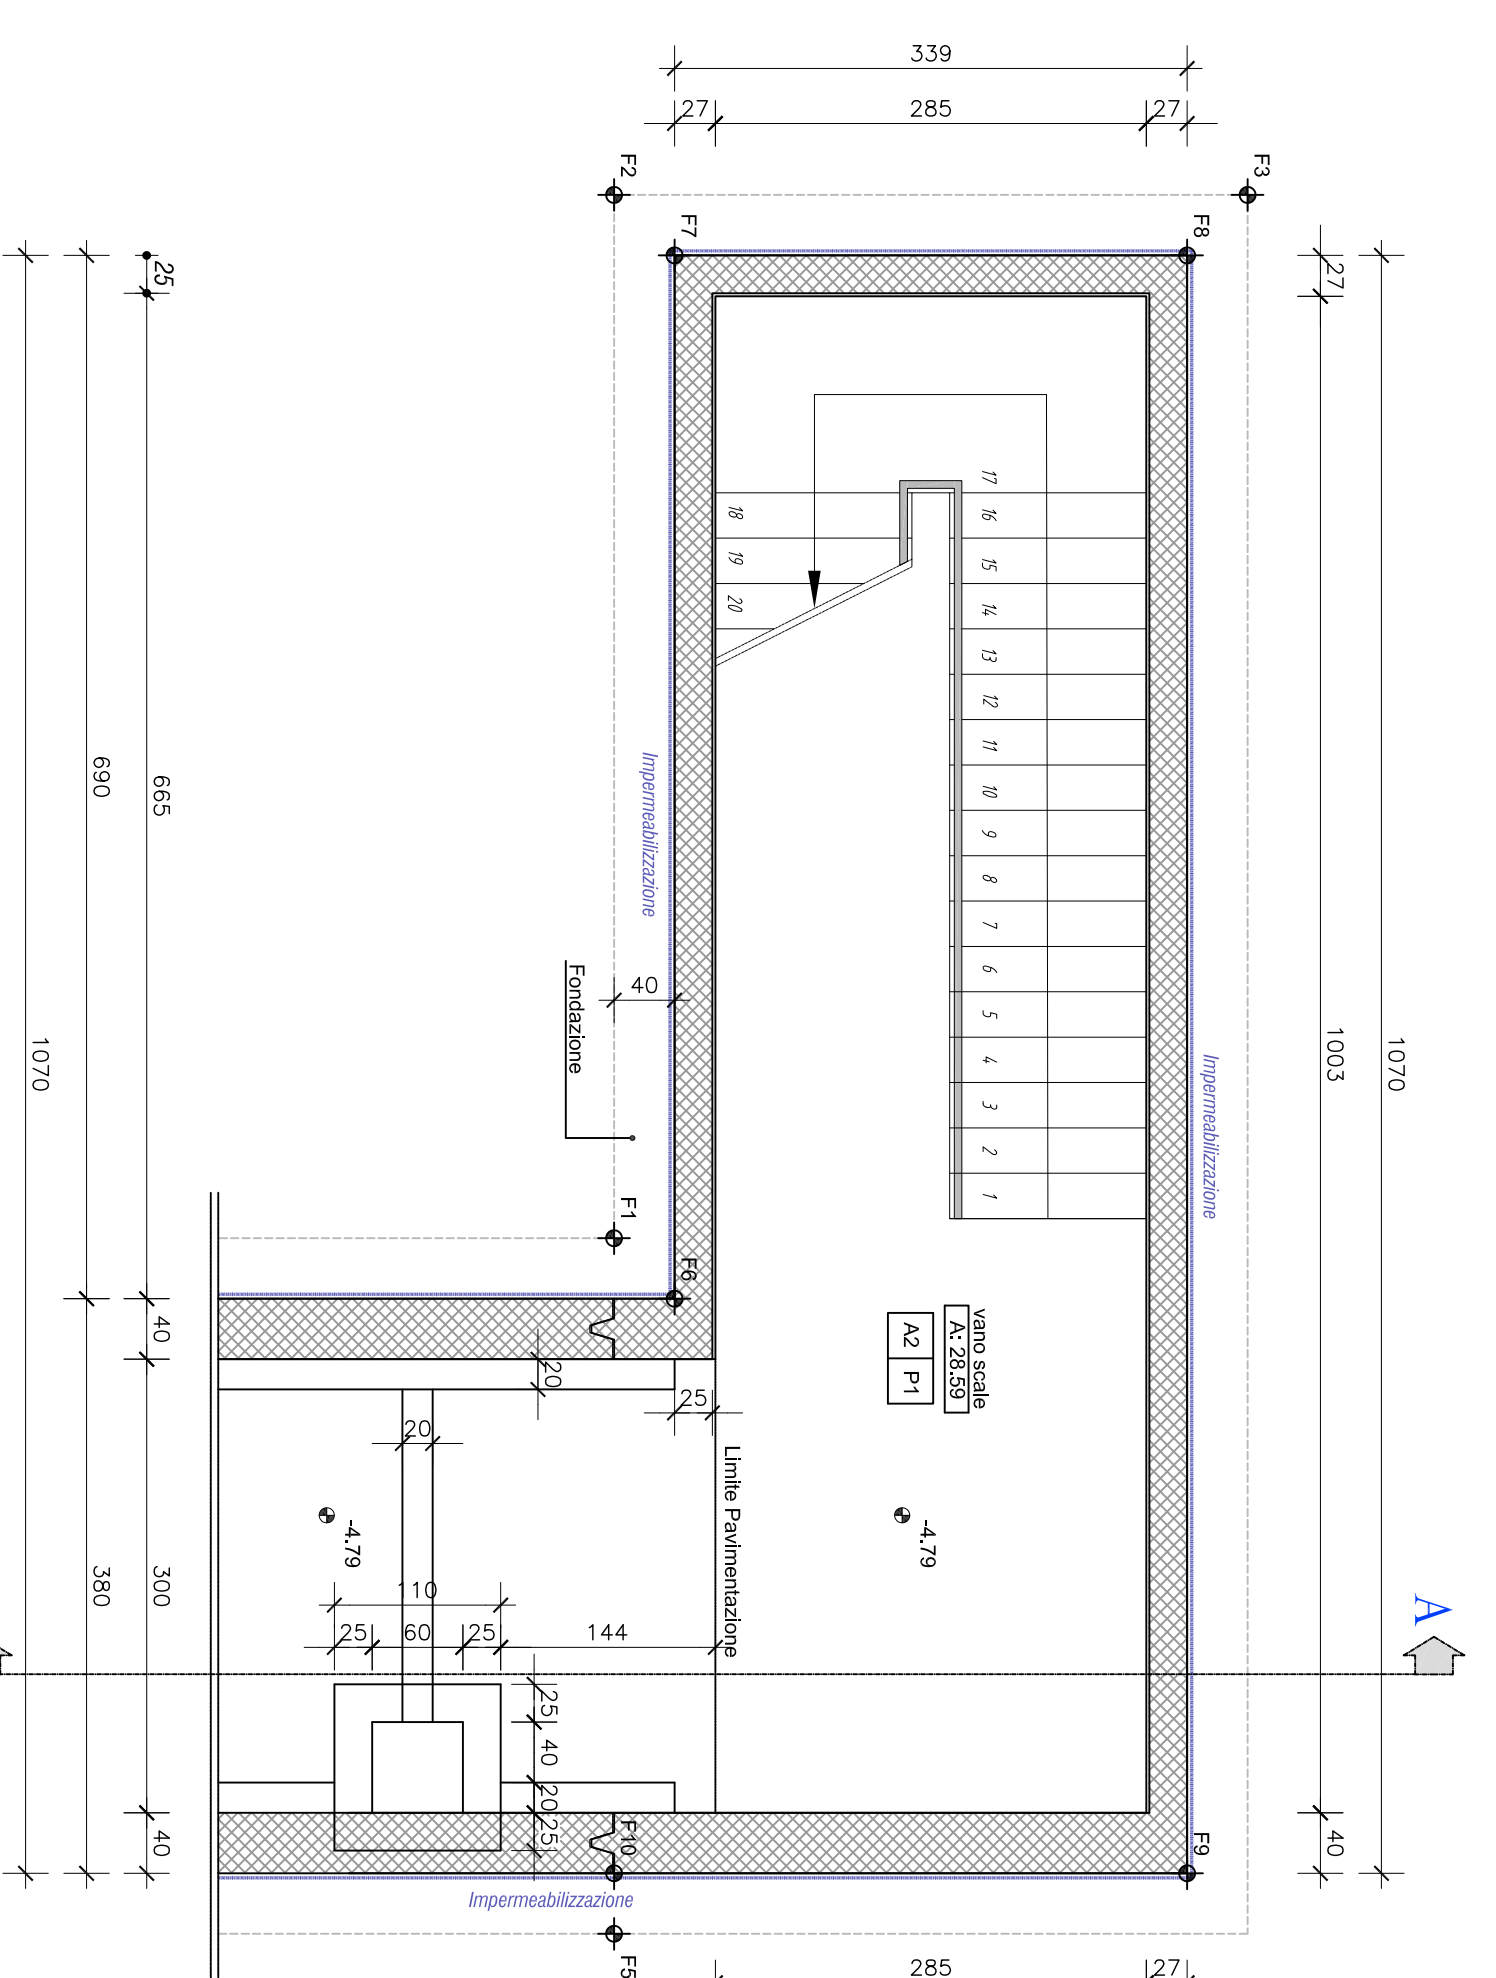 339
27
285
27
F2
F3
F7
F8
25
27
17
16
15
14
13
12
11
10
9
8
7
6
5
4
3
2
1
18
19
20
Impermeabilizzazione
690
665
1070
40
Fondazione
1003
1070
Impermeabilizzazione
F1
F6
vano scale
A: 28.59
A2
P1
40
20
25
20
Limite Pavimentazione
-4.79
-4.79
110
25
60
25
144
380
300
A
25
40
20
25
40
F10
40
F9
Impermeabilizzazione
F5
285
27